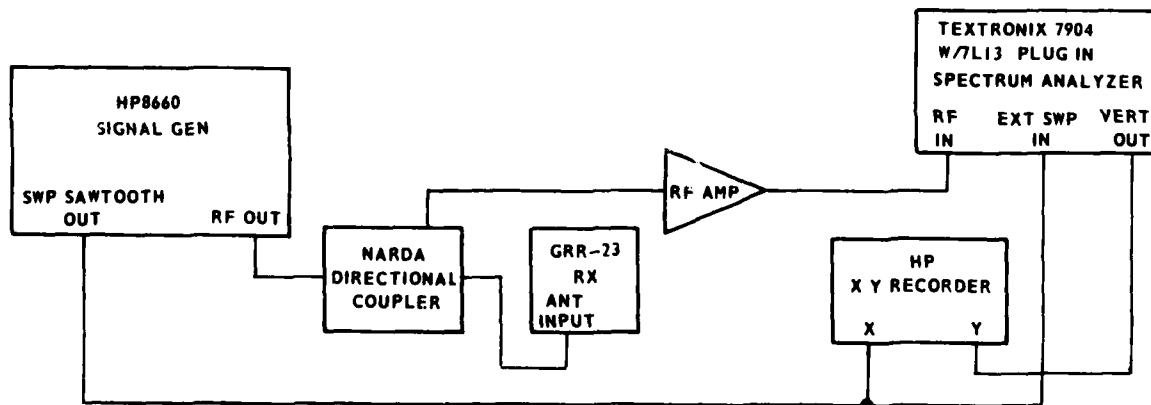 TEXTRONIX 7904
W/7L13 PLUG IN
SPECTRUM ANALYZER
RF EXT SWP VERT
IN IN OUT
HP8660
SIGNAL GEN
SWP SAWTOOTH
OUT
RF OUT
RF AMP
NARDA
DIRECTIONAL
COUPLER
GRR-23
RX
ANT
INPUT
HP
X Y RECORDER
X Y